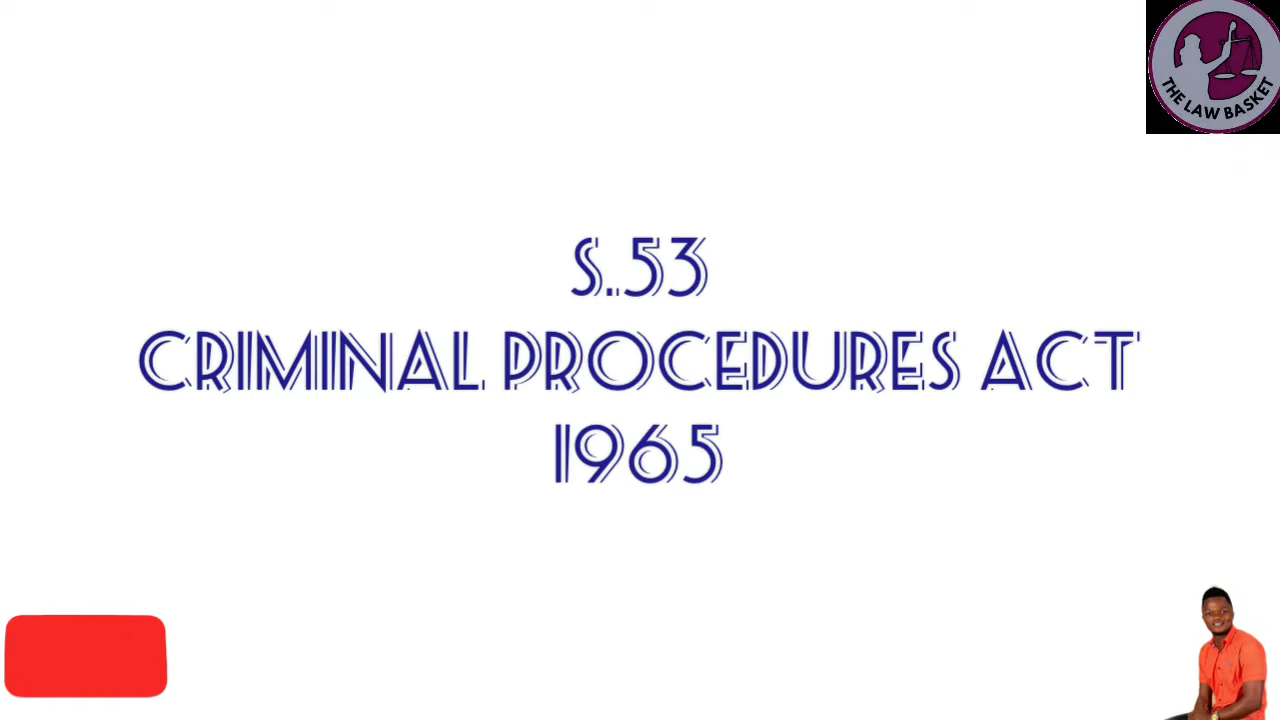 THE LAW BASKET
S..53
CRIMINAL PROCEDURES ACT
1965